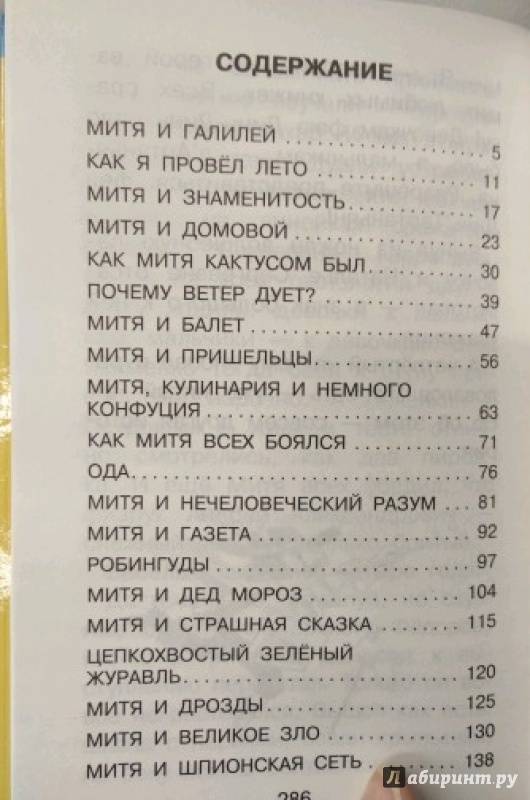 СОДЕРЖАНИЕ
МИТЯ И ГАЛИЛЕЙ . . . . . . . . . . . . . . . . . . . 5
КАК Я ПРОВЁЛ ЛЕТО . . . . . . . . . . . . . . . . 11
МИТЯ И ЗНАМЕНИТОСТЬ . . . . . . . . . . . . . 17
МИТЯ И ДОМОВОЙ . . . . . . . . . . . . . . . . . 23
КАК МИТЯ КАКТУСОМ БЫЛ . . . . . . . . . . . 30
ПОЧЕМУ ВЕТЕР ДУЕТ? . . . . . . . . . . . . . . . 39
МИТЯ И БАЛЕТ . . . . . . . . . . . . . . . . . . . . . 47
МИТЯ И ПРИШЕЛЬЦЫ . . . . . . . . . . . . . . . . 56
МИТЯ, КУЛИНАРИЯ И НЕМНОГО
КОНФУЦИЯ . . . . . . . . . . . . . . . . . . . . . . . 63
КАК МИТЯ ВСЕХ БОЯЛСЯ . . . . . . . . . . . . . 71
ОДА . . . . . . . . . . . . . . . . . . . . . . . . . . . . . 76
МИТЯ И НЕЧЕЛОВЕЧЕСКИЙ РАЗУМ . . . . 81
МИТЯ И ГАЗЕТА . . . . . . . . . . . . . . . . . . . . 92
РОБИНГУДЫ . . . . . . . . . . . . . . . . . . . . . . . 97
МИТЯ И ДЕД МОРОЗ . . . . . . . . . . . . . . . 104
МИТЯ И СТРАШНАЯ СКАЗКА . . . . . . . . . 115
ЦЕПКОХВОСТЫЙ ЗЕЛЁНЫЙ
ЖУРАВЛЬ . . . . . . . . . . . . . . . . . . . . . . . . 120
МИТЯ И ДРОЗДЫ . . . . . . . . . . . . . . . . . . 125
МИТЯ И ВЕЛИКОЕ ЗЛО . . . . . . . . . . . . . 130
МИТЯ И ШПИОНСКАЯ СЕТЬ . . . . . . . . . . 138
286
Лабиринт.ру